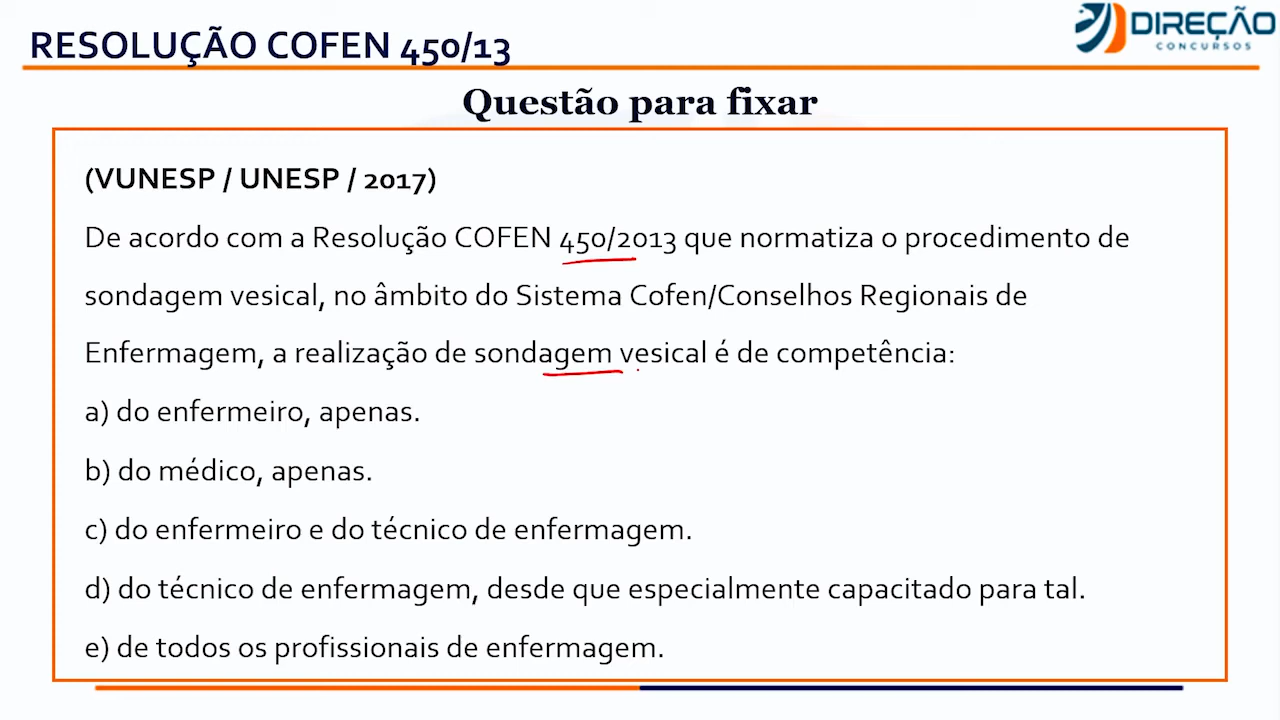 RESOLUÇÃO COFEN 450/13
DIREÇÃO
CONCURSOS
Questão para fixar
(VUNESP / UNESP / 2017)
De acordo com a Resolução COFEN 450/2013 que normatiza o procedimento de
sondagem vesical, no âmbito do Sistema Cofen/Conselhos Regionais de
Enfermagem, a realização de sondagem vesical é de competência:
a) do enfermeiro, apenas.
b) do médico, apenas.
c) do enfermeiro e do técnico de enfermagem.
d) do técnico de enfermagem, desde que especialmente capacitado para tal.
e) de todos os profissionais de enfermagem.